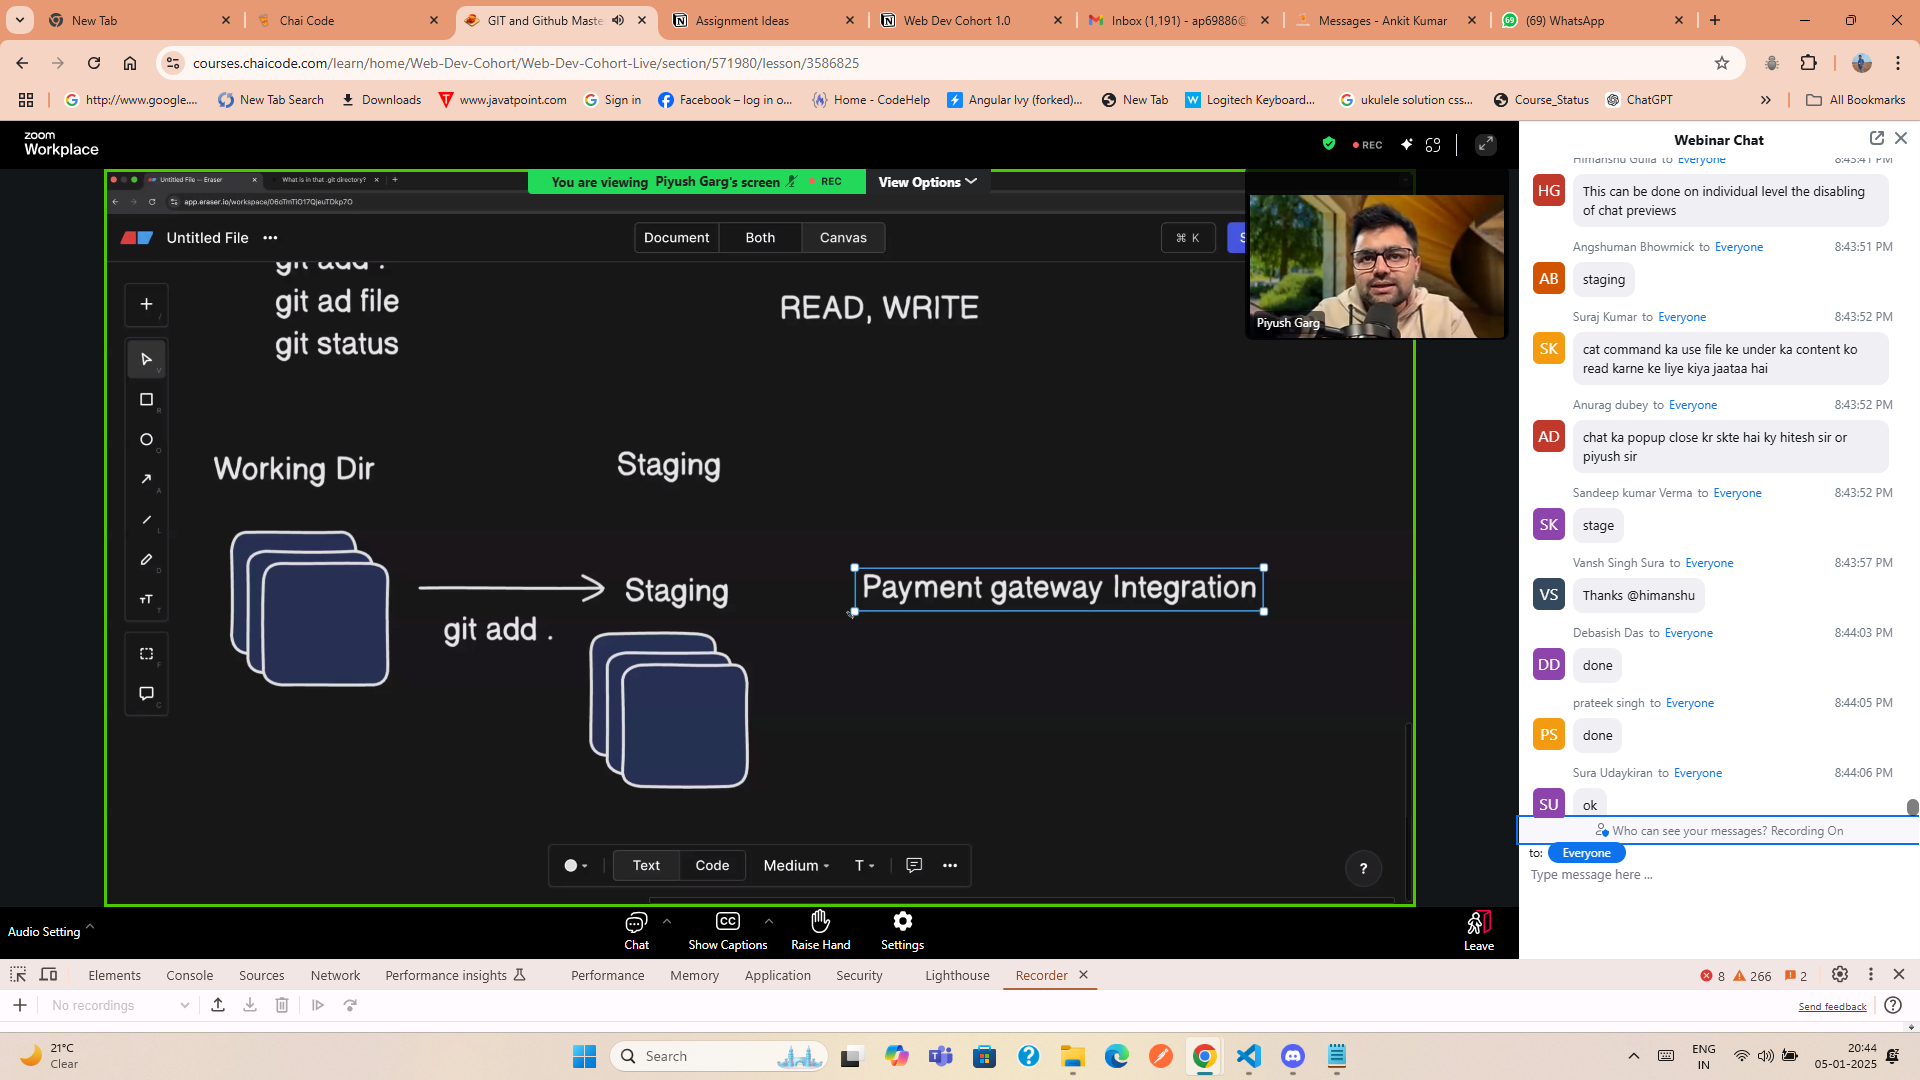 New Tab
Chai Code
GIT and Github Maste
Assignment Ideas
Web Dev Cohort 1.0
Inbox (1,191) - ap69886@
Messages - Ankit Kumar
(69) WhatsApp
courses.chaicode.com/learn/home/Web-Dev-Cohort/Web-Dev-Cohort-Live/section/571980/lesson/3586825
http://www.google....
New Tab Search
Downloads
www.javatpoint.com
Sign in
Facebook – log in o...
Home - CodeHelp
Angular Ivy (forked)...
New Tab
Logitech Keyboard...
ukulele solution css...
Course_Status
ChatGPT
All Bookmarks
zoom
Workplace
REC
Untitled File — Eraser
What is in that .git directory?
You are viewing Piyush Garg's screen
REC
View Options
Untitled File
Document
Both
Canvas
⌘ K
S
Piyush Garg
git add .
git ad file
git status
READ, WRITE
Working Dir
Staging
Staging
git add .
Payment gateway Integration
Text
Code
Medium
T
?
Webinar Chat
Himanshu Gulla to Everyone 8:43:41 PM
HG
This can be done on individual level the disabling
of chat previews
Angshuman Bhowmick to Everyone 8:43:51 PM
AB
staging
Suraj Kumar to Everyone 8:43:52 PM
SK
cat command ka use file ke under ka content ko
read karne ke liye kiya jaataa hai
Anurag dubey to Everyone 8:43:52 PM
AD
chat ka popup close kr skte hai ky hitesh sir or
piyush sir
Sandeep kumar Verma to Everyone 8:43:52 PM
SK
stage
Vansh Singh Sura to Everyone 8:43:57 PM
VS
Thanks @himanshu
Debasish Das to Everyone 8:44:03 PM
DD
done
prateek singh to Everyone 8:44:05 PM
PS
done
Sura Udaykiran to Everyone 8:44:06 PM
SU
ok
Who can see your messages? Recording On
to: Everyone
Type message here ...
Audio Setting
Chat
Show Captions
Raise Hand
Settings
Leave
Elements
Console
Sources
Network
Performance insights
Performance
Memory
Application
Security
Lighthouse
Recorder
8
266
2
No recordings
Send feedback
21°C
Clear
Search
ENG
IN
20:44
05-01-2025